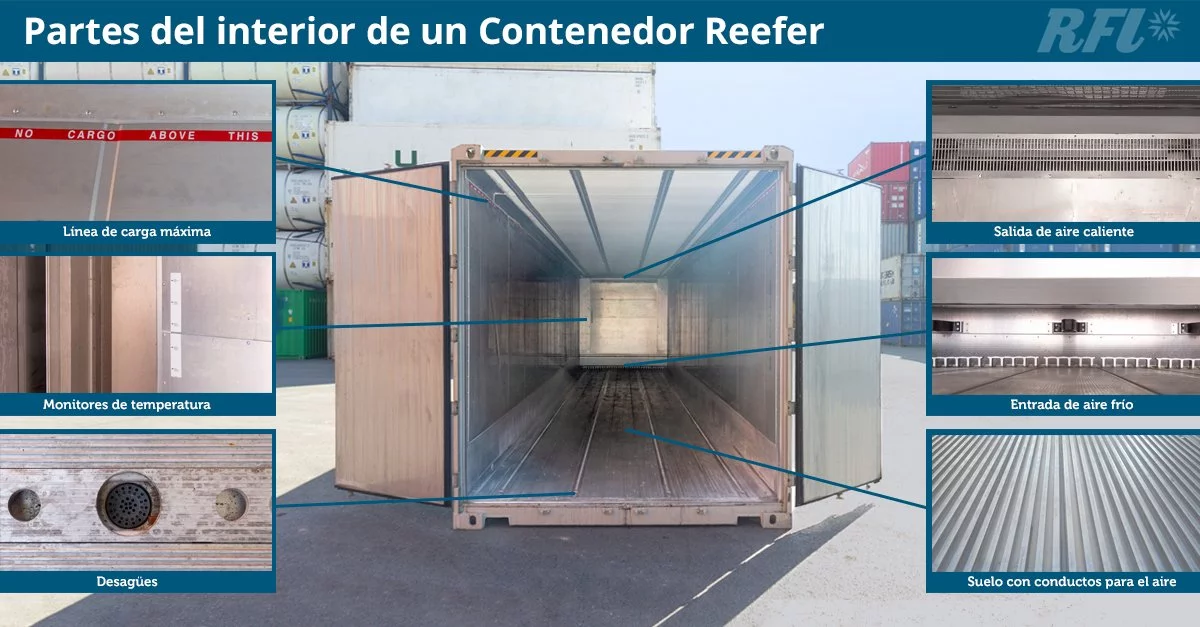 Partes del interior de un Contenedor Reefer
RFL
NO CARGO ABOVE THIS
Línea de carga máxima
Salida de aire caliente
Monitores de temperatura
Entrada de aire frío
Desagües
Suelo con conductos para el aire